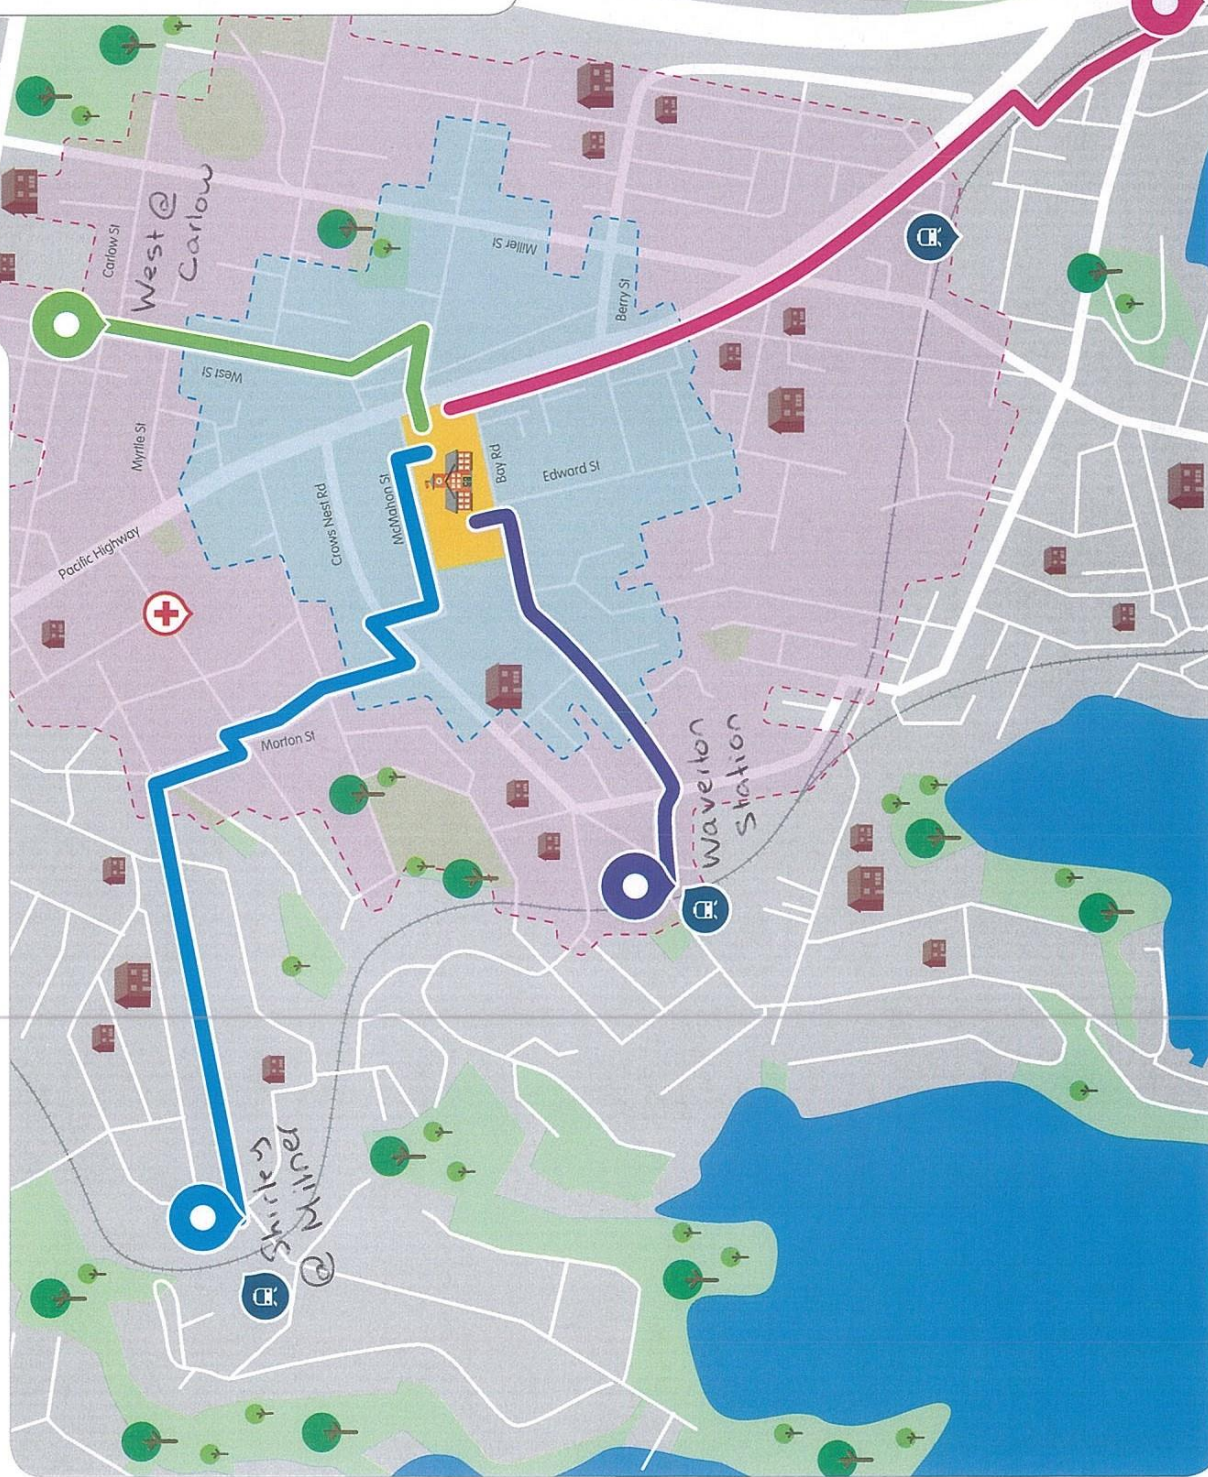 Carlow St
West @
Carlow
Miller St
Berry St
West St
Myrtle St
Pacific Highway
Crows Nest Rd
McMahon St
Bay Rd
Edward St
Morton St
Waverton
Station
Shirley
@ Milner